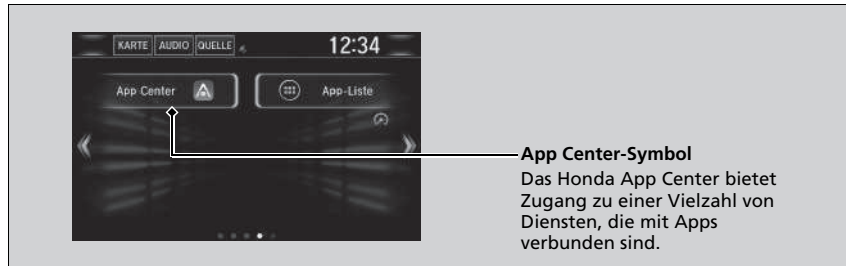 KARTE AUDIO QUELLE 12:34
App Center App-Liste
App Center-Symbol
Das Honda App Center bietet
Zugang zu einer Vielzahl von
Diensten, die mit Apps
verbunden sind.